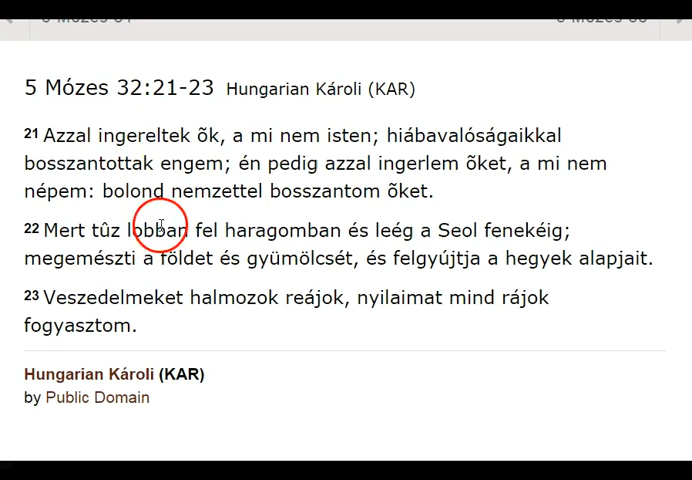 5 Mózes 32:21-23 Hungarian Károli (KAR)
21 Azzal ingereltek õk, a mi nem isten; hiábavalóságaikkal
bosszantottak engem; én pedig azzal ingerlem õket, a mi nem
népem: bolond nemzettel bosszantom õket.
22 Mert tûz lobban fel haragomban és leég a Seol fenekéig;
megemészti a földet és gyümölcsét, és felgyújtja a hegyek alapjait.
23 Veszedelmeket halmozok reájok, nyilaimat mind rájok
fogyasztom.
Hungarian Károli (KAR)
by Public Domain